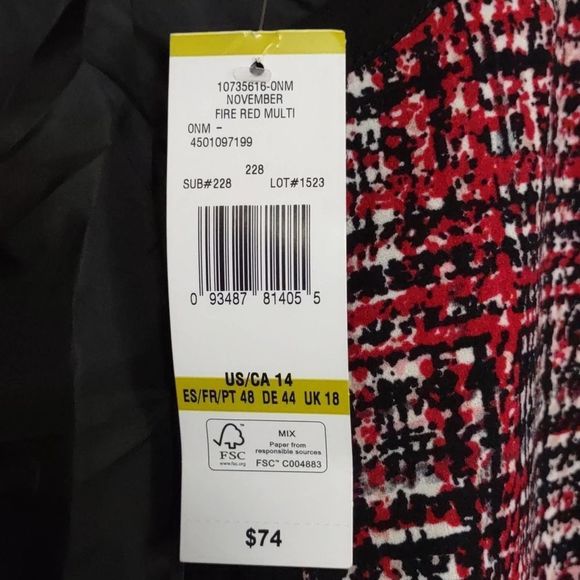 10735616-0NM
NOVEMBER
FIRE RED MULTI
0NM -
4501097199
228
SUB#228 LOT#1523
0 93487 81405 5
US/CA 14
ES/FR/PT 48 DE 44 UK 18
FSC
www.fsc.org
MIX
Paper from
responsible sources
FSC™ C004883
$74